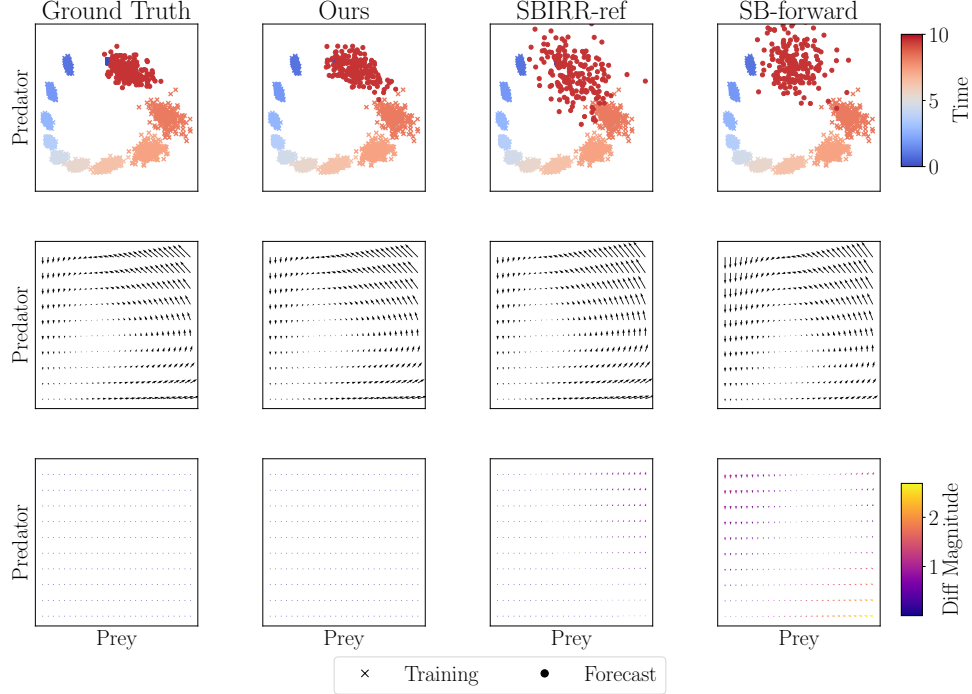 Ground Truth
Ours
SBIRR-ref
SB-forward
Predator
10
5
0
Time
Predator
Predator
2
1
Diff Magnitude
Prey
Prey
Prey
Prey
Training
Forecast